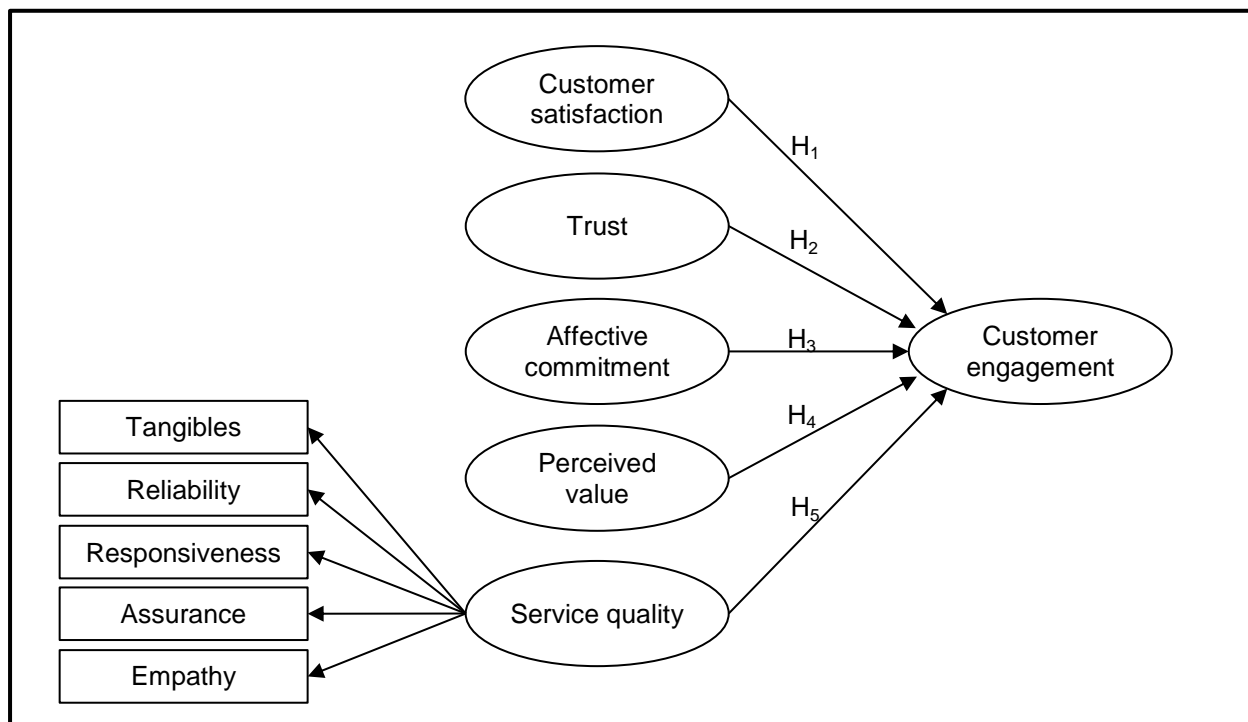 Customer
satisfaction
H₁
Trust
H₂
Affective
commitment
H₃
Customer
engagement
Perceived
value
H₄
Tangibles
Reliability
Responsiveness
Assurance
Empathy
Service quality
H₅